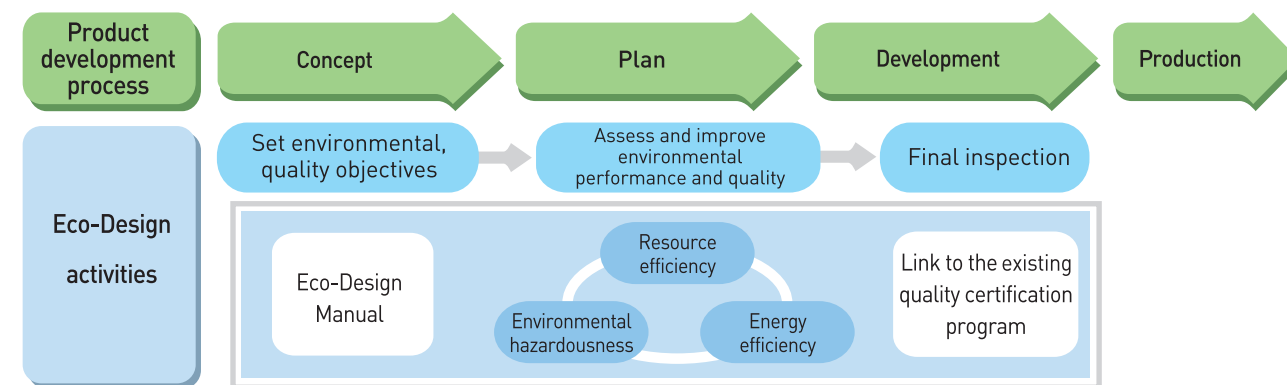 Product
development
process
Concept
Plan
Development
Production
Eco-Design
activities
Set environmental,
quality objectives
Assess and improve
environmental
performance and quality
Final inspection
Eco-Design
Manual
Resource
efficiency
Environmental
hazardousness
Energy
efficiency
Link to the existing
quality certification
program